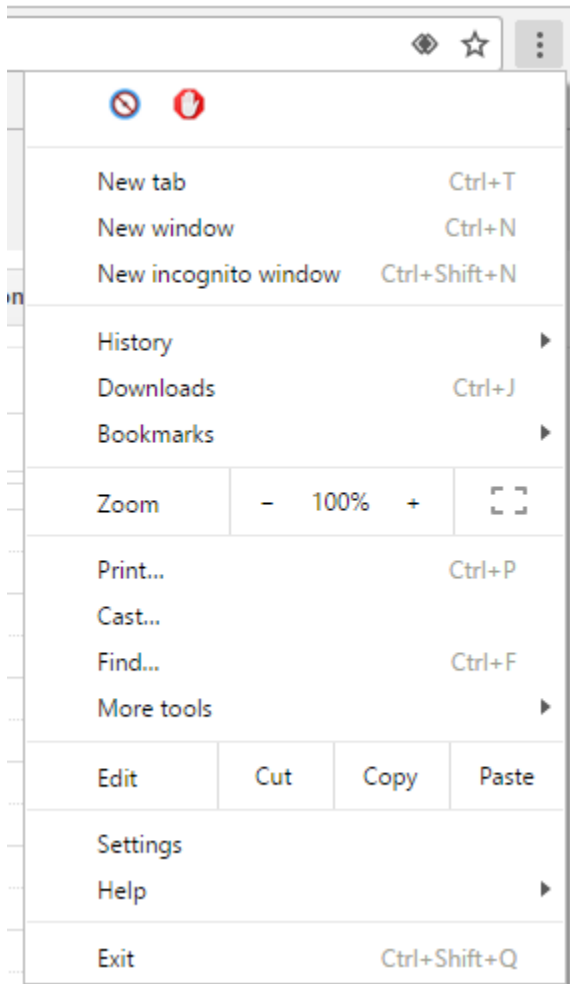 New tab Ctrl+T
New window Ctrl+N
New incognito window Ctrl+Shift+N
on
History
Downloads Ctrl+J
Bookmarks
Zoom - 100% +
Print... Ctrl+P
Cast...
Find... Ctrl+F
More tools
Edit Cut Copy Paste
Settings
Help
Exit Ctrl+Shift+Q